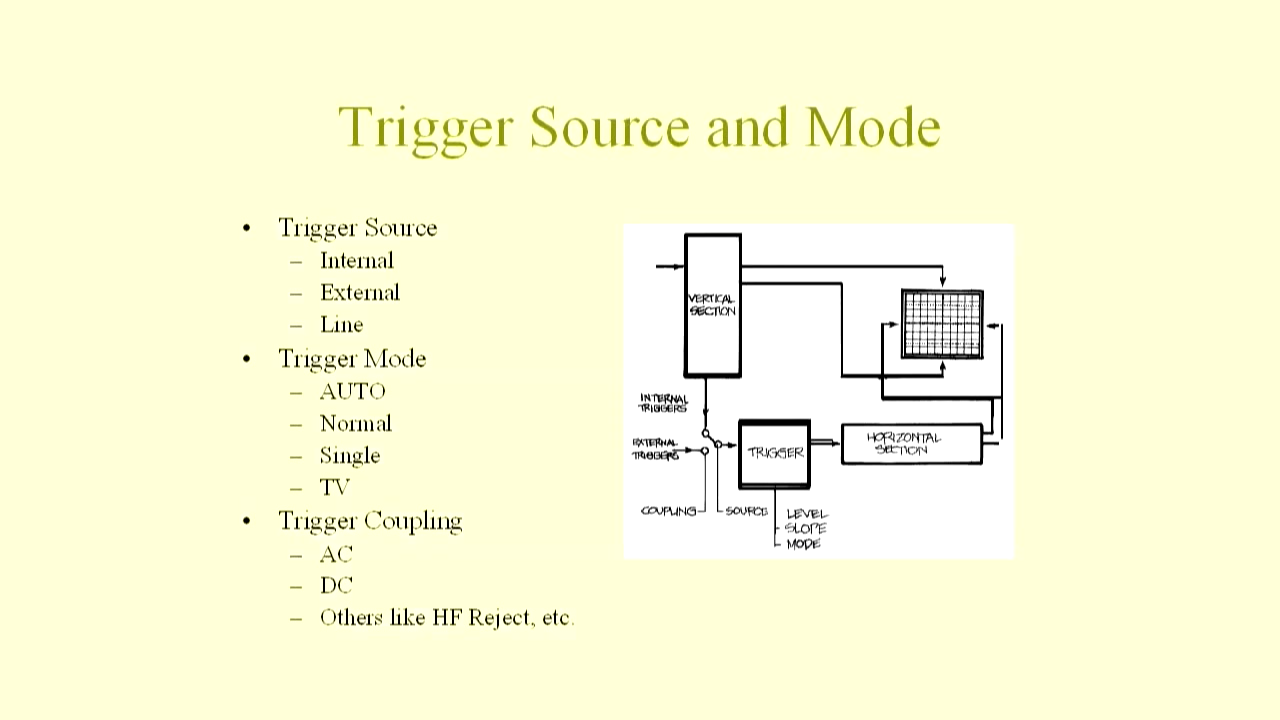 Trigger Source and Mode
• Trigger Source
– Internal
– External
– Line
• Trigger Mode
– AUTO
– Normal
– Single
– TV
• Trigger Coupling
– AC
– DC
– Others like HF Reject, etc.
VERTICAL
SECTION
INTERNAL
TRIGGERS
EXTERNAL
TRIGGERS
TRIGGER
HORIZONTAL
SECTION
COUPLING
SOURCE
LEVEL
SLOPE
MODE